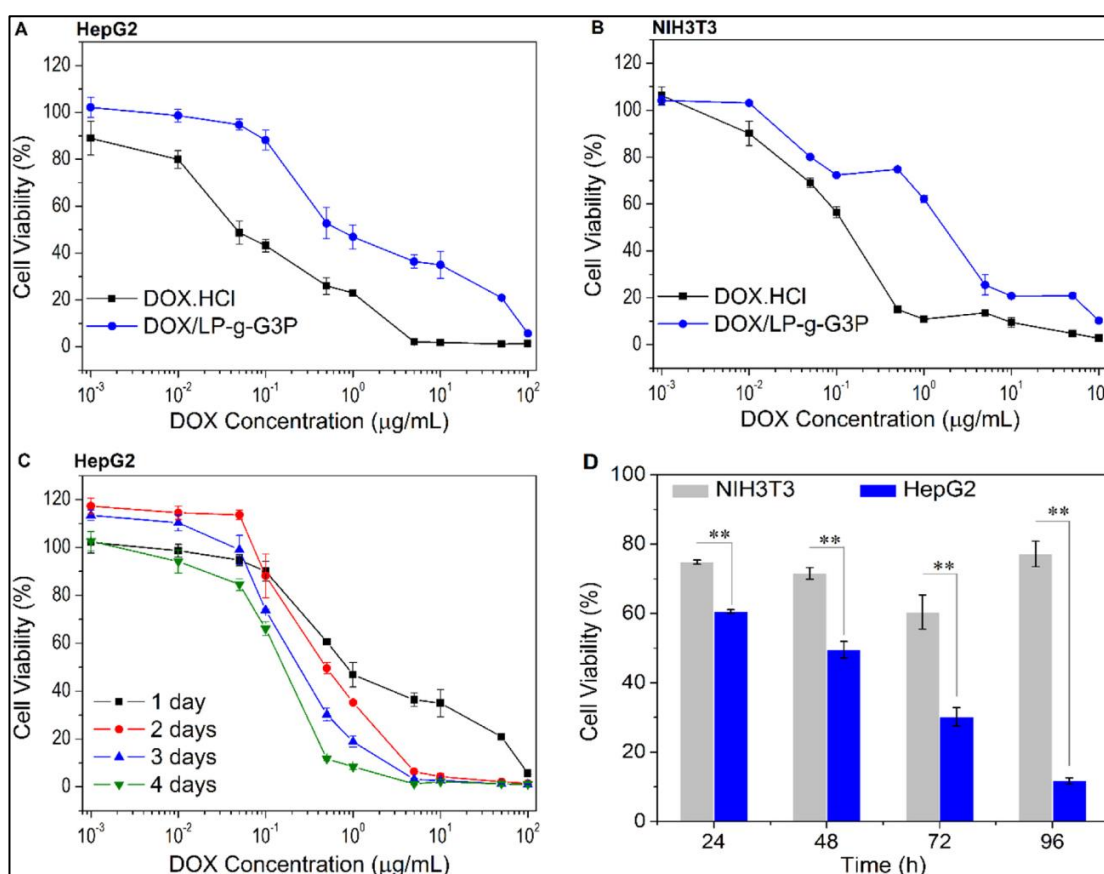 A HepG2
120
100
80
60
40
20
0
Cell Viability (%)
DOX.HCl
DOX/LP-g-G3P
10⁻³ 10⁻² 10⁻¹ 10⁰ 10¹ 10²
DOX Concentration (μg/mL)
B NIH3T3
120
100
80
60
40
20
0
Cell Viability (%)
DOX.HCl
DOX/LP-g-G3P
10⁻³ 10⁻² 10⁻¹ 10⁰ 10¹ 10²
DOX Concentration (μg/mL)
C HepG2
120
100
80
60
40
20
0
Cell Viability (%)
1 day
2 days
3 days
4 days
10⁻³ 10⁻² 10⁻¹ 10⁰ 10¹ 10²
DOX Concentration (μg/mL)
D
100
80
60
40
20
0
Cell Viability (%)
NIH3T3 HepG2
** ** ** **
24 48 72 96
Time (h)